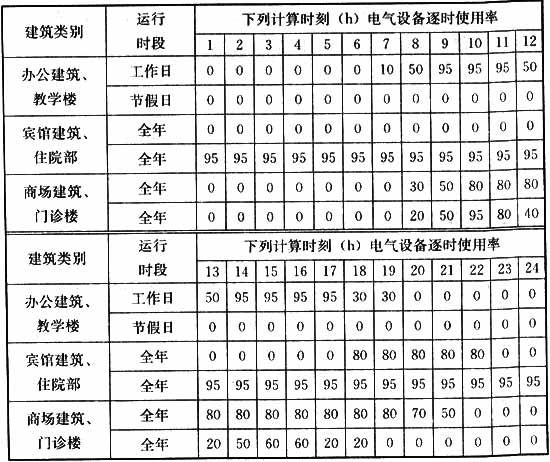 建筑类别 运行时段 下列计算时刻（h）电气设备逐时使用率
1 2 3 4 5 6 7 8 9 10 11 12
办公建筑、教学楼 工作日 0 0 0 0 0 0 10 50 95 95 95 50
节假日 0 0 0 0 0 0 0 0 0 0 0 0
宾馆建筑、住院部 全年 0 0 0 0 0 0 0 0 0 0 0 0
全年 95 95 95 95 95 95 95 95 95 95 95 95
商场建筑、门诊楼 全年 0 0 0 0 0 0 0 30 50 80 80 80
全年 0 0 0 0 0 0 0 20 50 95 80 40
建筑类别 运行时段 下列计算时刻（h）电气设备逐时使用率
13 14 15 16 17 18 19 20 21 22 23 24
办公建筑、教学楼 工作日 50 95 95 95 95 30 30 0 0 0 0 0
节假日 0 0 0 0 0 0 0 0 0 0 0 0
宾馆建筑、住院部 全年 0 0 0 0 0 80 80 80 80 80 0 0
全年 95 95 95 95 95 95 95 95 95 95 95 95
商场建筑、门诊楼 全年 80 80 80 80 80 80 80 70 50 0 0 0
全年 20 50 60 60 20 20 0 0 0 0 0 0